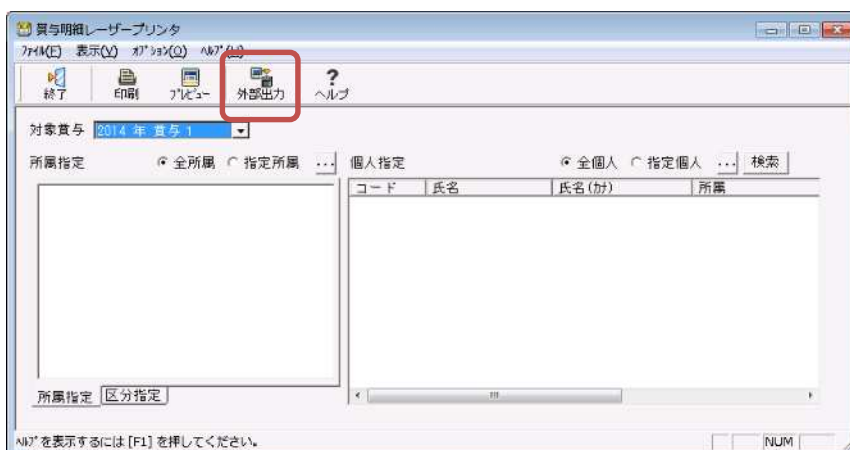 賞与明細レーザープリンタ
ﾌｧｲﾙ(F) 表示(V) ｵﾌﾟｼｮﾝ(O) ﾍﾙﾌﾟ(H)
終了 印刷 ﾌﾟﾚﾋﾞｭｰ 外部出力 ヘルプ
対象賞与 2014 年 賞与 1
所属指定 全所属 指定所属 ... 個人指定 全個人 指定個人 ... 検索
コード 氏名 氏名(ｶﾅ) 所属
所属指定 区分指定
ﾍﾙﾌﾟを表示するには [F1] を押してください。 NUM